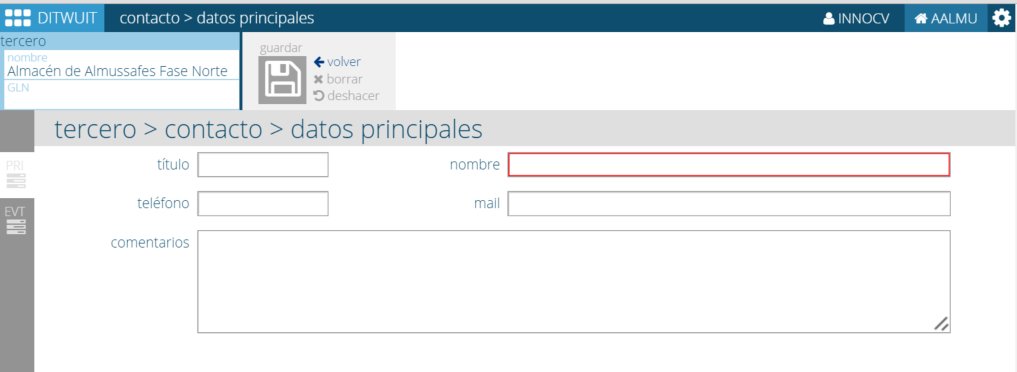 DITWUIT contacto > datos principales INNOCV AALMU
tercero
nombre
Almacén de Almussafes Fase Norte
GLN
guardar
volver
borrar
deshacer
tercero > contacto > datos principales
PRI
EVT
título nombre
teléfono mail
comentarios